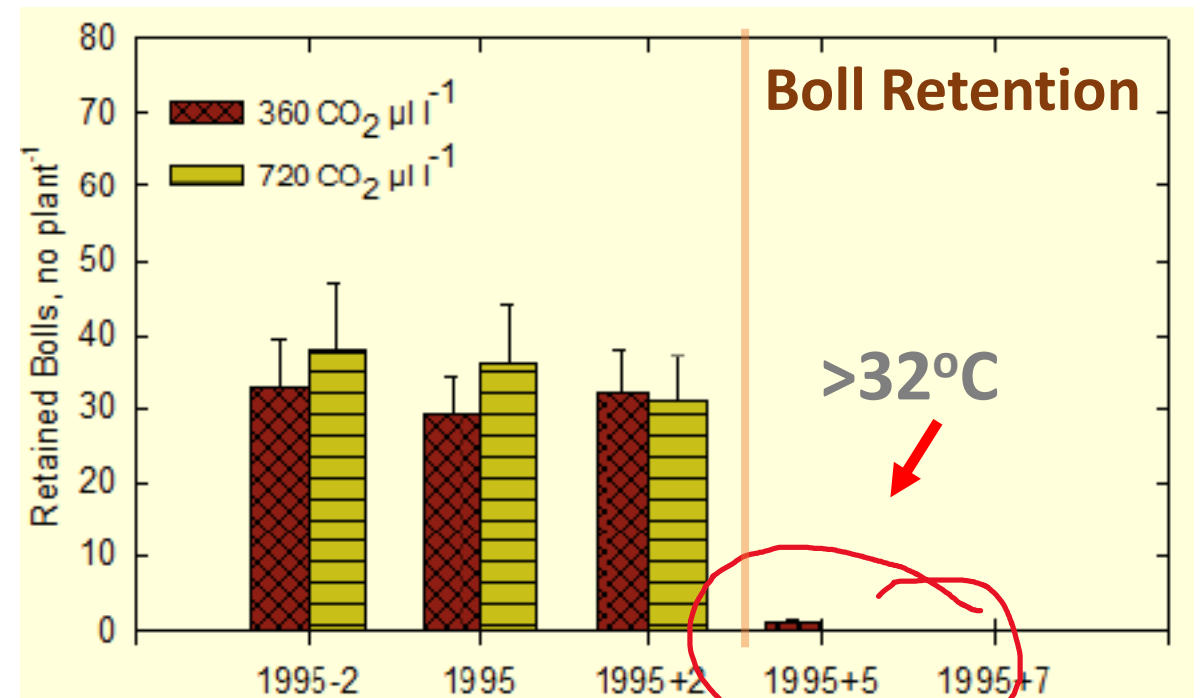 80
70
60
50
40
30
20
10
0
Retained Bolls, no plant⁻¹
360 CO₂ µl l⁻¹
720 CO₂ µl l⁻¹
Boll Retention
>32ºC
1995-2 1995 1995+2 1995+5 1995+7